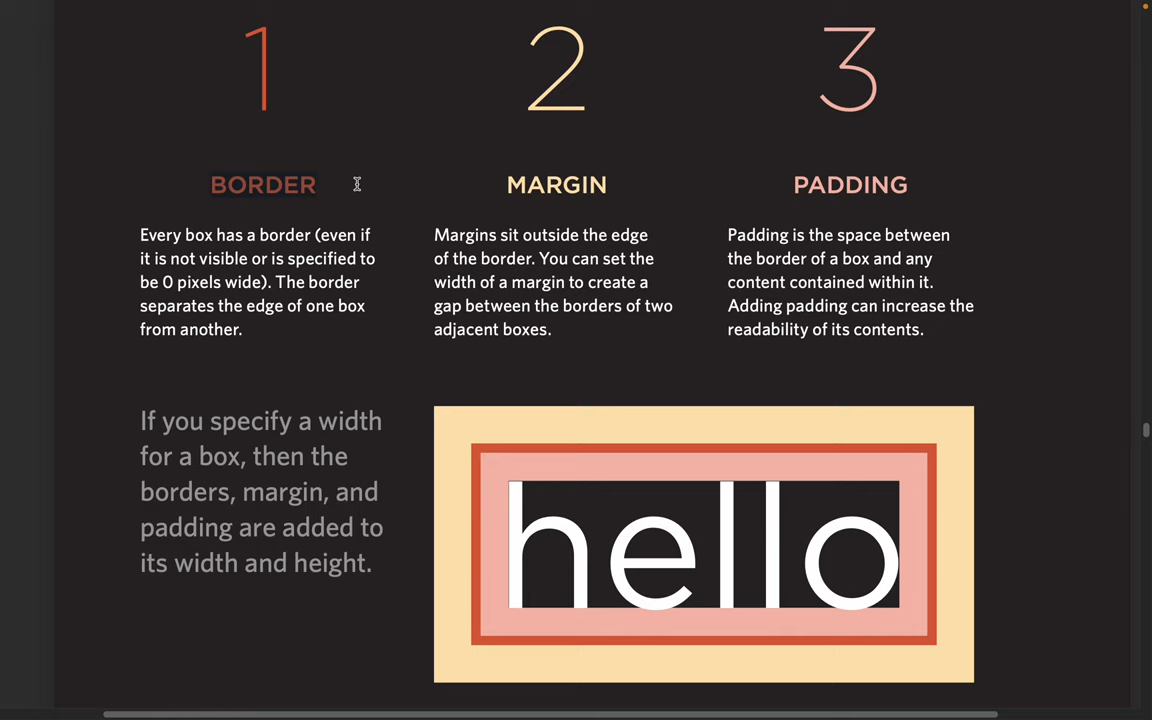 1
2
3
BORDER
MARGIN
PADDING
Every box has a border (even if
it is not visible or is specified to
be 0 pixels wide). The border
separates the edge of one box
from another.
Margins sit outside the edge
of the border. You can set the
width of a margin to create a
gap between the borders of two
adjacent boxes.
Padding is the space between
the border of a box and any
content contained within it.
Adding padding can increase the
readability of its contents.
If you specify a width
for a box, then the
borders, margin, and
padding are added to
its width and height.
hello